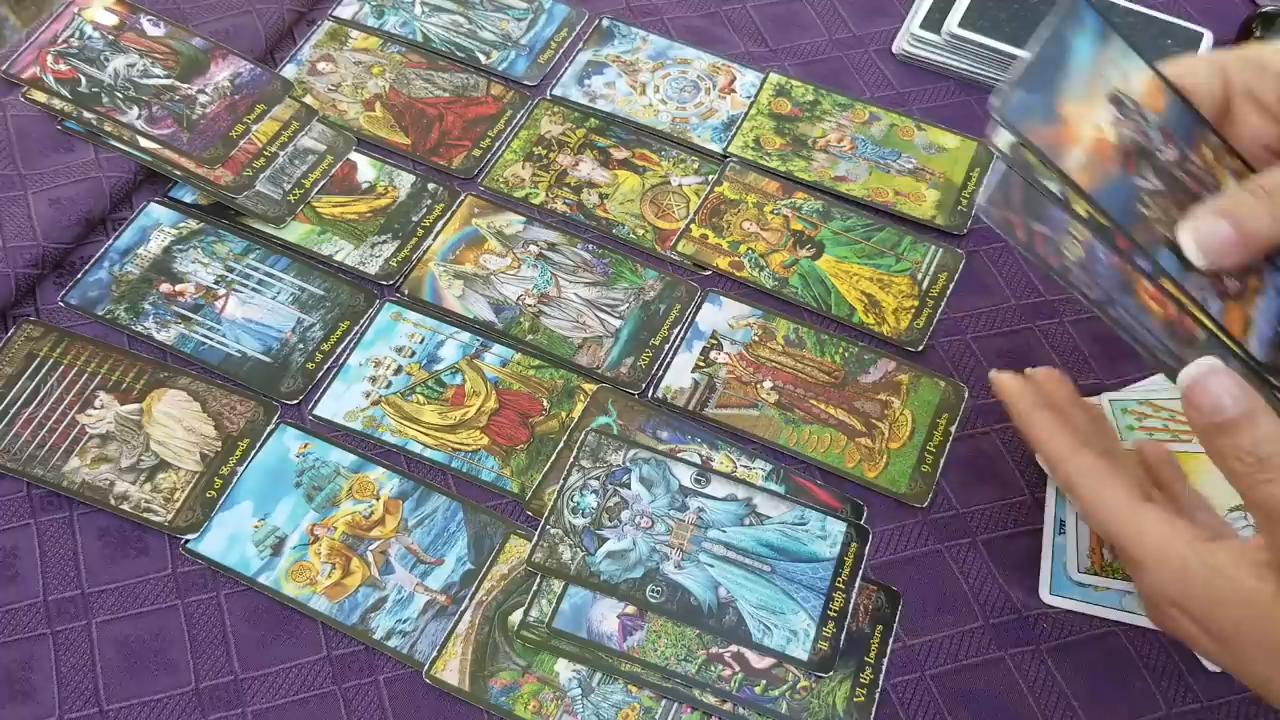 King of Cups
XIII Death
III. the Empress
V. the Hierophant
XX. Judgment
7 of Pentacles
Princess of Wands
Queen of Wands
8 of Swords
XIV Temperance
9 of Pentacles
9 of Swords
P
B
II. the High Priestess
VI. the Lovers
VII